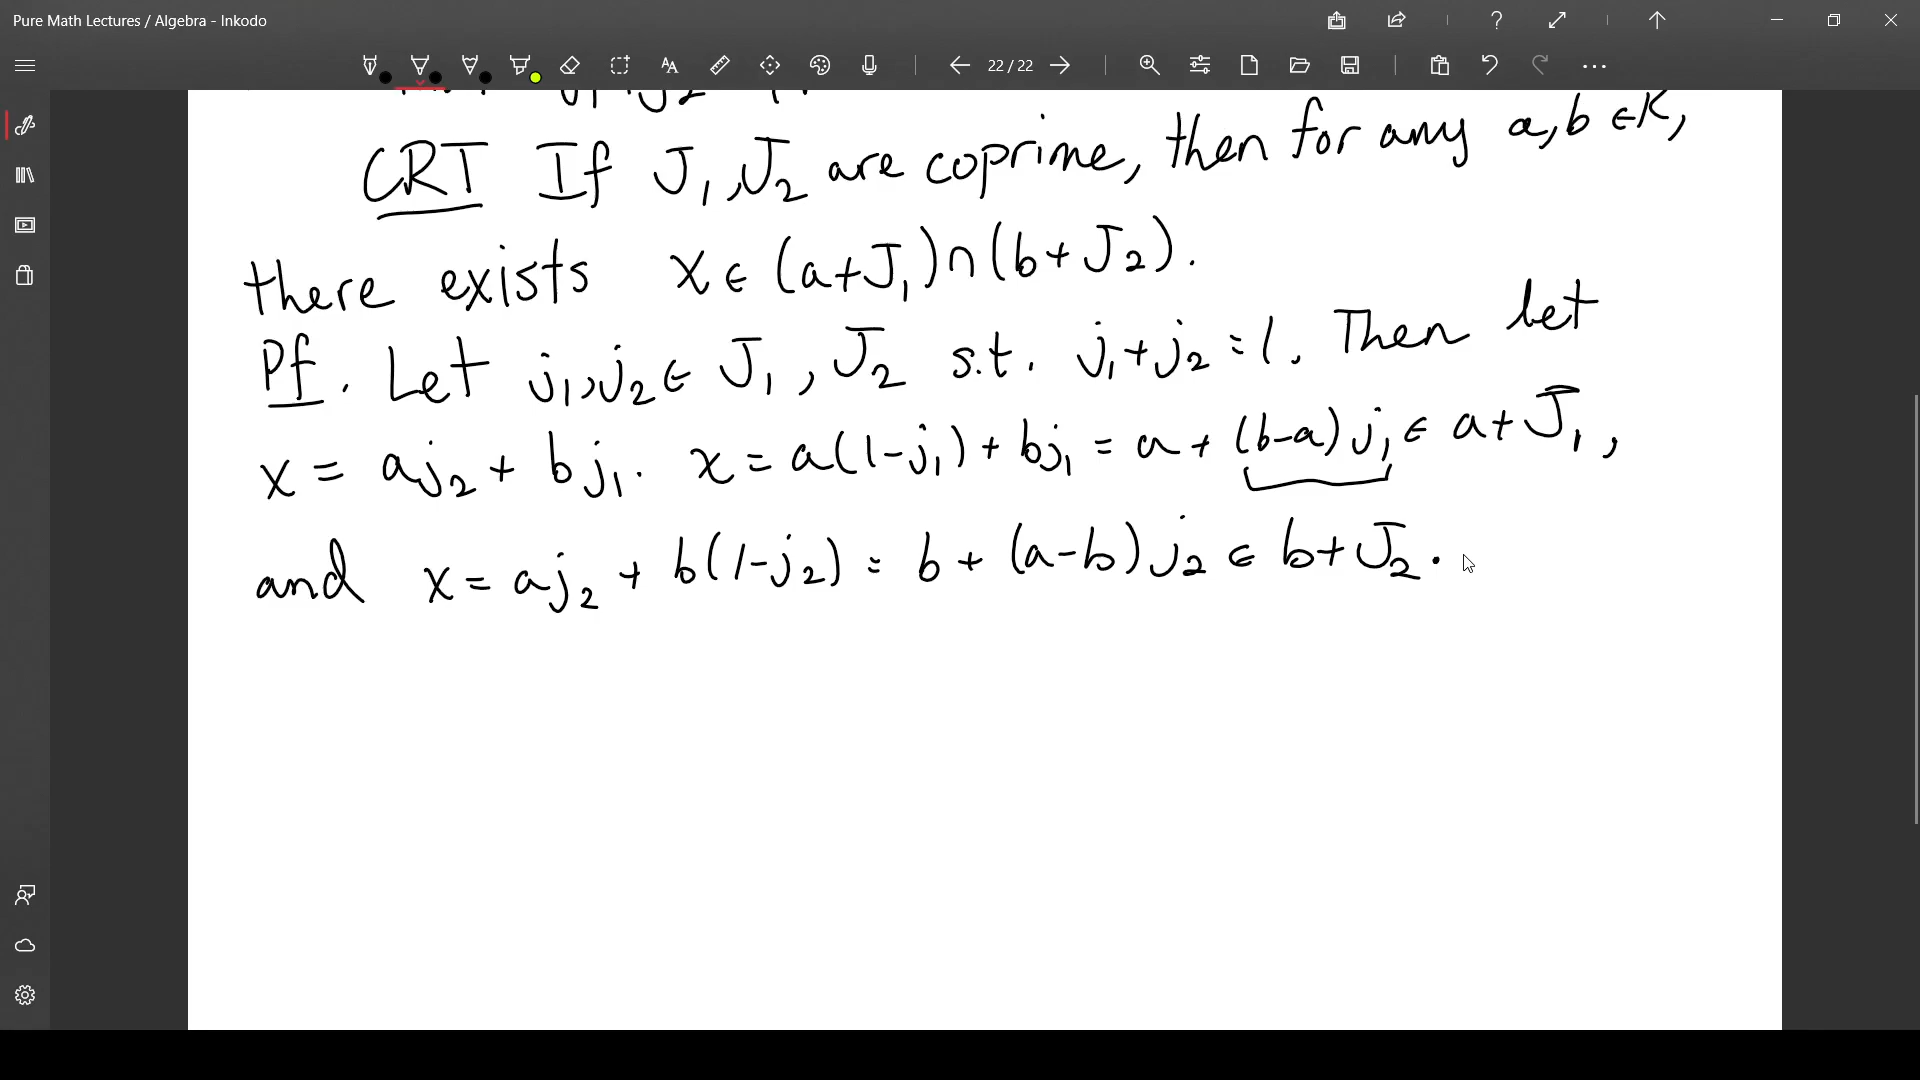 Pure Math Lectures / Algebra - Inkodo
22 / 22
CRT If J₁, J₂ are coprime, then for any a, b ∈ K,
there exists x ∈ (a+J₁)∩(b+J₂).
Pf. Let j₁, j₂ ∈ J₁, J₂ s.t. j₁+j₂ = 1. Then let
x = aj₂ + bj₁. x = a(1-j₁) + bj₁ = a + (b-a)j₁ ∈ a+J₁,
and x = aj₂ + b(1-j₂) = b + (a-b)j₂ ∈ b+J₂.